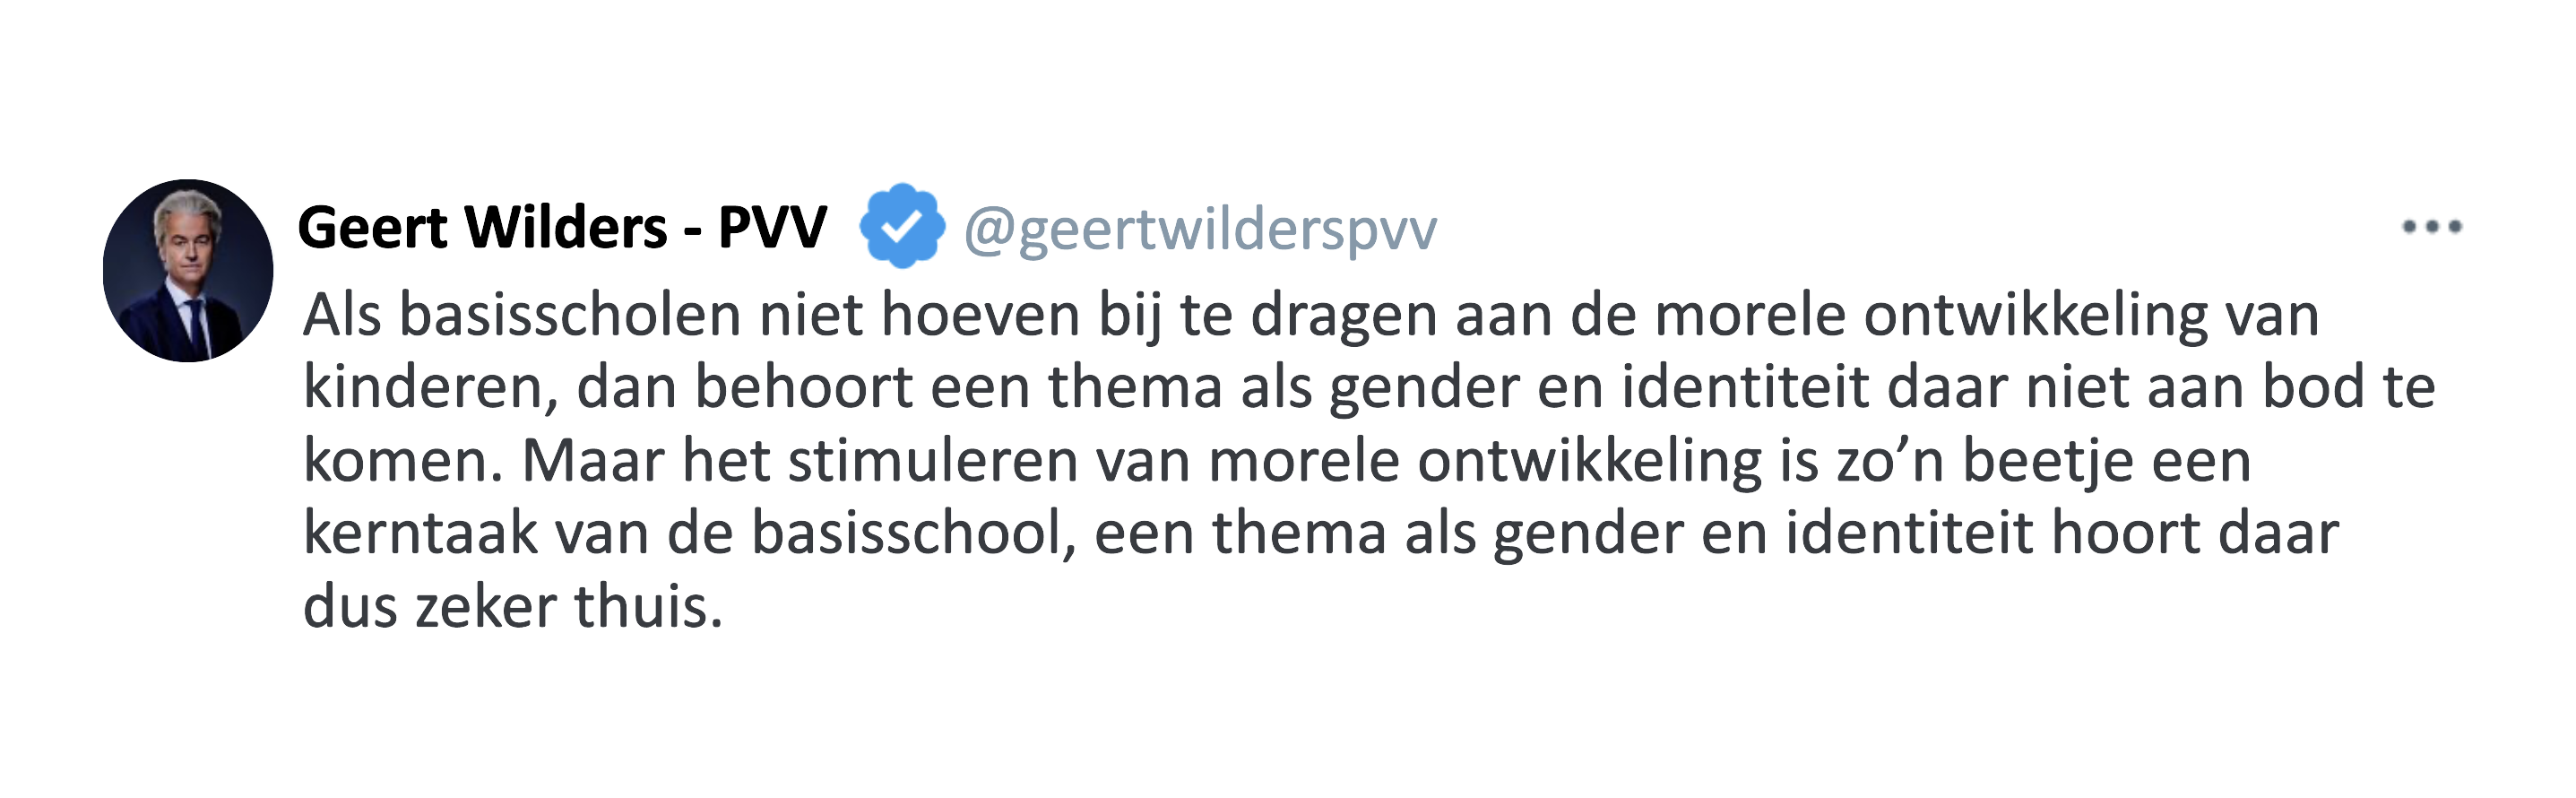 Geert Wilders - PVV @geertwilderspvv
Als basisscholen niet hoeven bij te dragen aan de morele ontwikkeling van
kinderen, dan behoort een thema als gender en identiteit daar niet aan bod te
komen. Maar het stimuleren van morele ontwikkeling is zo’n beetje een
kerntaak van de basisschool, een thema als gender en identiteit hoort daar
dus zeker thuis.